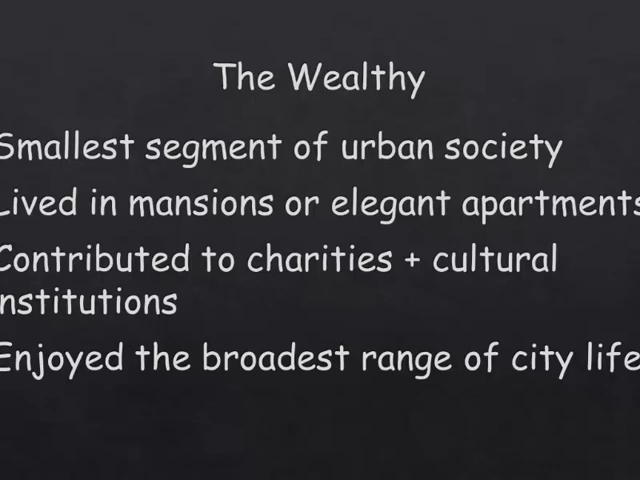 The Wealthy
Smallest segment of urban society
Lived in mansions or elegant apartments
Contributed to charities + cultural
institutions
Enjoyed the broadest range of city life